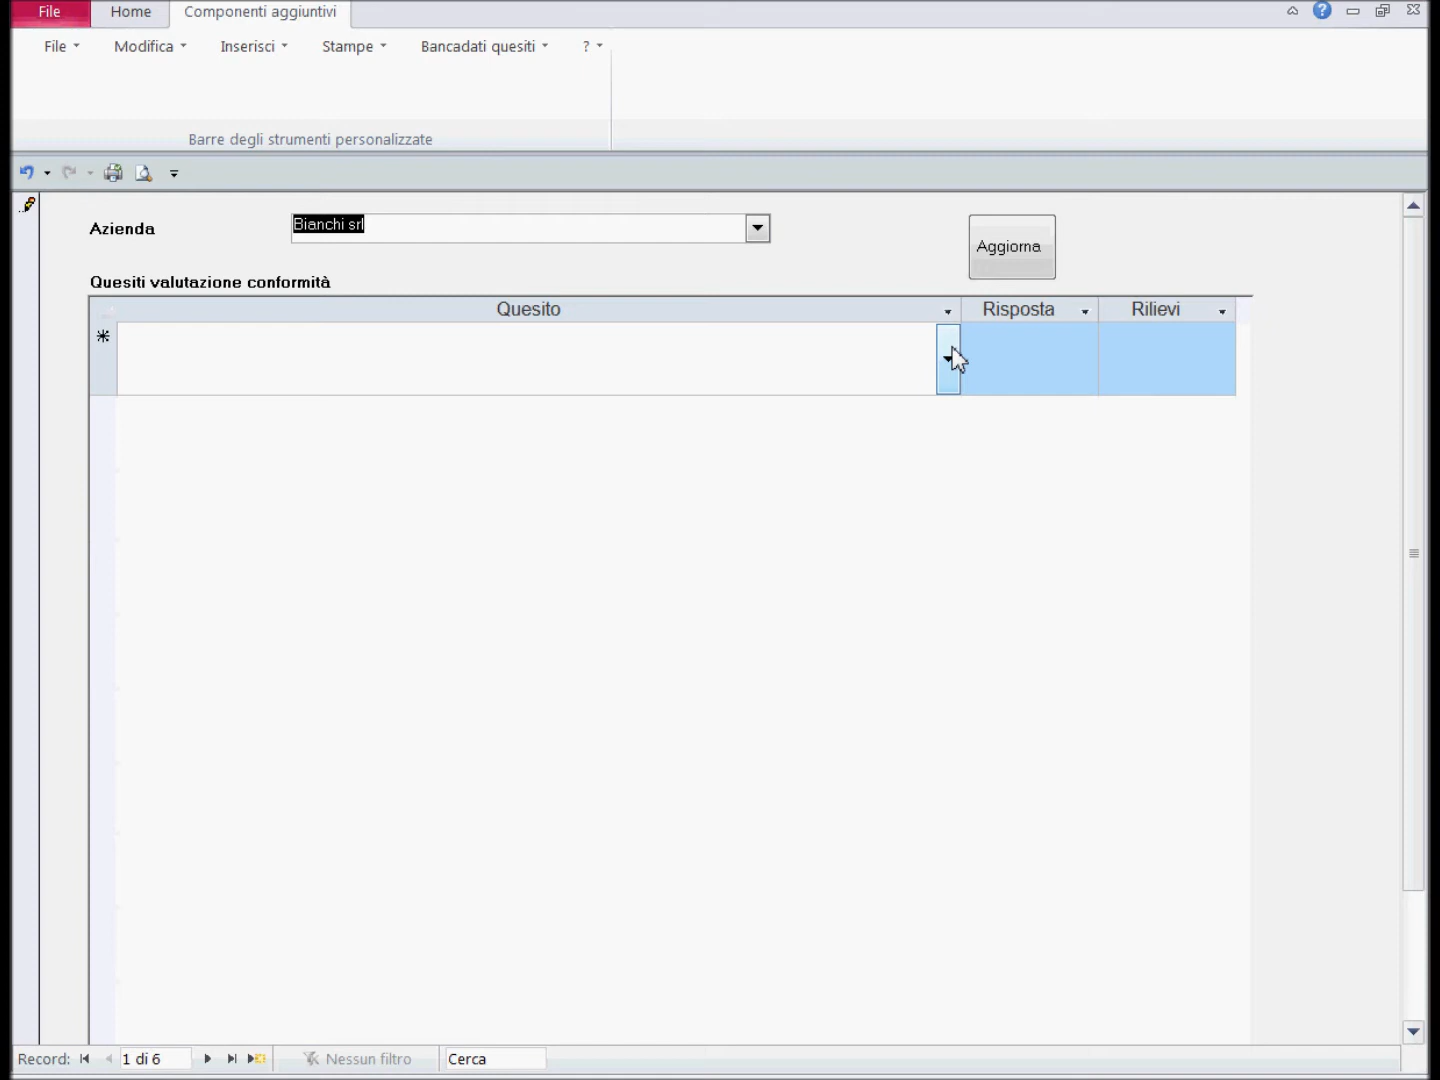 File Home Componenti aggiuntivi
File Modifica Inserisci Stampe Bancadati quesiti ?
Barre degli strumenti personalizzate
Azienda Bianchi srl Aggiorna
Quesiti valutazione conformità
Quesito Risposta Rilievi
Record: 1 di 6 Nessun filtro Cerca